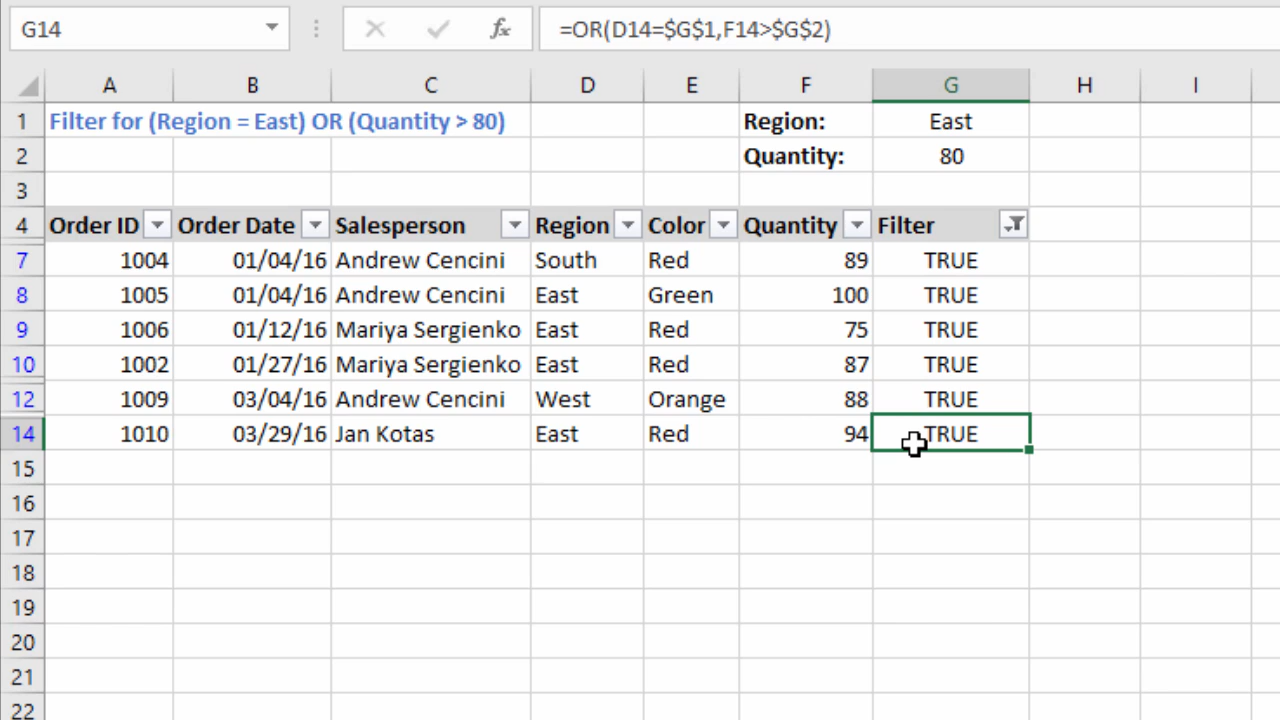 G14 fx =OR(D14=$G$1,F14>$G$2)
A B C D E F G H I
1 Filter for (Region = East) OR (Quantity > 80) Region: East
2 Quantity: 80
3
4 Order ID Order Date Salesperson Region Color Quantity Filter
7 1004 01/04/16 Andrew Cencini South Red 89 TRUE
8 1005 01/04/16 Andrew Cencini East Green 100 TRUE
9 1006 01/12/16 Mariya Sergienko East Red 75 TRUE
10 1002 01/27/16 Mariya Sergienko East Red 87 TRUE
12 1009 03/04/16 Andrew Cencini West Orange 88 TRUE
14 1010 03/29/16 Jan Kotas East Red 94 TRUE
15
16
17
18
19
20
21
22